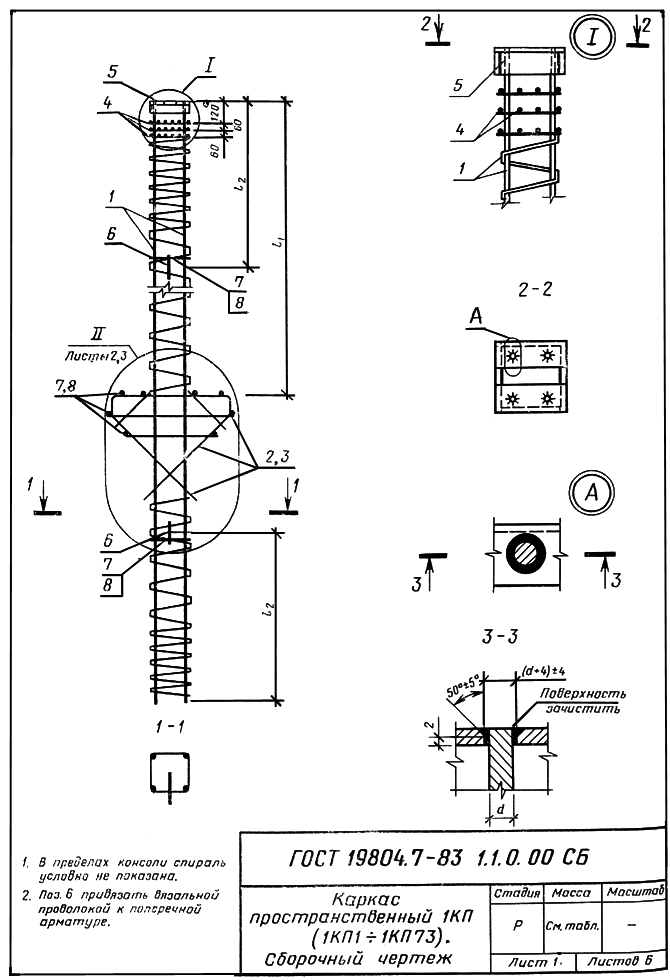 2
I
2
I
5
4
120
60
60
l2
l1
1
6
7
8
5
4
1
2-2
A
II
Листы 2,3
7,8
2,3
1
1
6
7
8
l2
A
3
3
3-3
50°±5°
(d+4)±4
Поверхность
зачистить
2
d
1-1
1. В пределах консоли спираль
условно не показана.
2. Поз. 6 привязать вязальной
проволокой к поперечной
арматуре.
ГОСТ 19804.7-83 1.1.0.00 СБ
Каркас
пространственный 1КП
(1КП1÷1КП73).
Сборочный чертеж
Стадия Масса Масштаб
Р См.табл. –
Лист 1. Листов 6